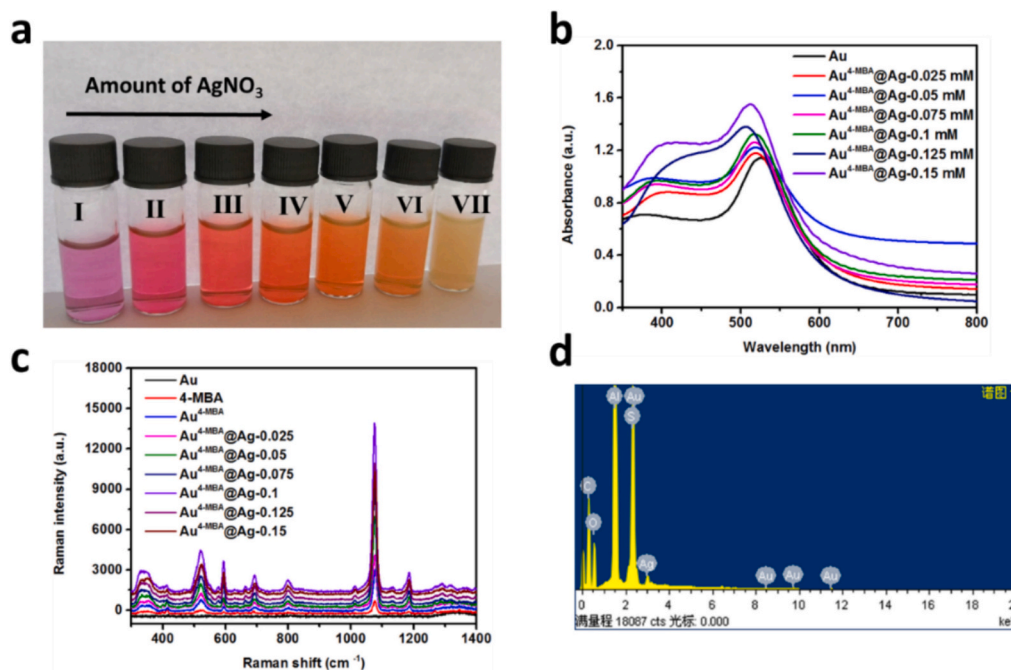 a
Amount of AgNO3
I II III IV V VI VII
b
2.0
1.6
1.2
0.8
0.4
0.0
Absorbance (a.u.)
Au
Au4-MBA@Ag-0.025 mM
Au4-MBA@Ag-0.05 mM
Au4-MBA@Ag-0.075 mM
Au4-MBA@Ag-0.1 mM
Au4-MBA@Ag-0.125 mM
Au4-MBA@Ag-0.15 mM
400 500 600 700 800
Wavelength (nm)
c
18000
15000
12000
9000
6000
3000
0
Raman intensity (a.u.)
Au
4-MBA
Au4-MBA
Au4-MBA@Ag-0.025
Au4-MBA@Ag-0.05
Au4-MBA@Ag-0.075
Au4-MBA@Ag-0.1
Au4-MBA@Ag-0.125
Au4-MBA@Ag-0.15
400 600 800 1000 1200 1400
Raman shift (cm -1)
d
谱图
Al Au
S
C
O
Ag
Au Au Au
0 2 4 6 8 10 12 14 16 18 2
满量程 18087 cts 光标: 0.000
ke